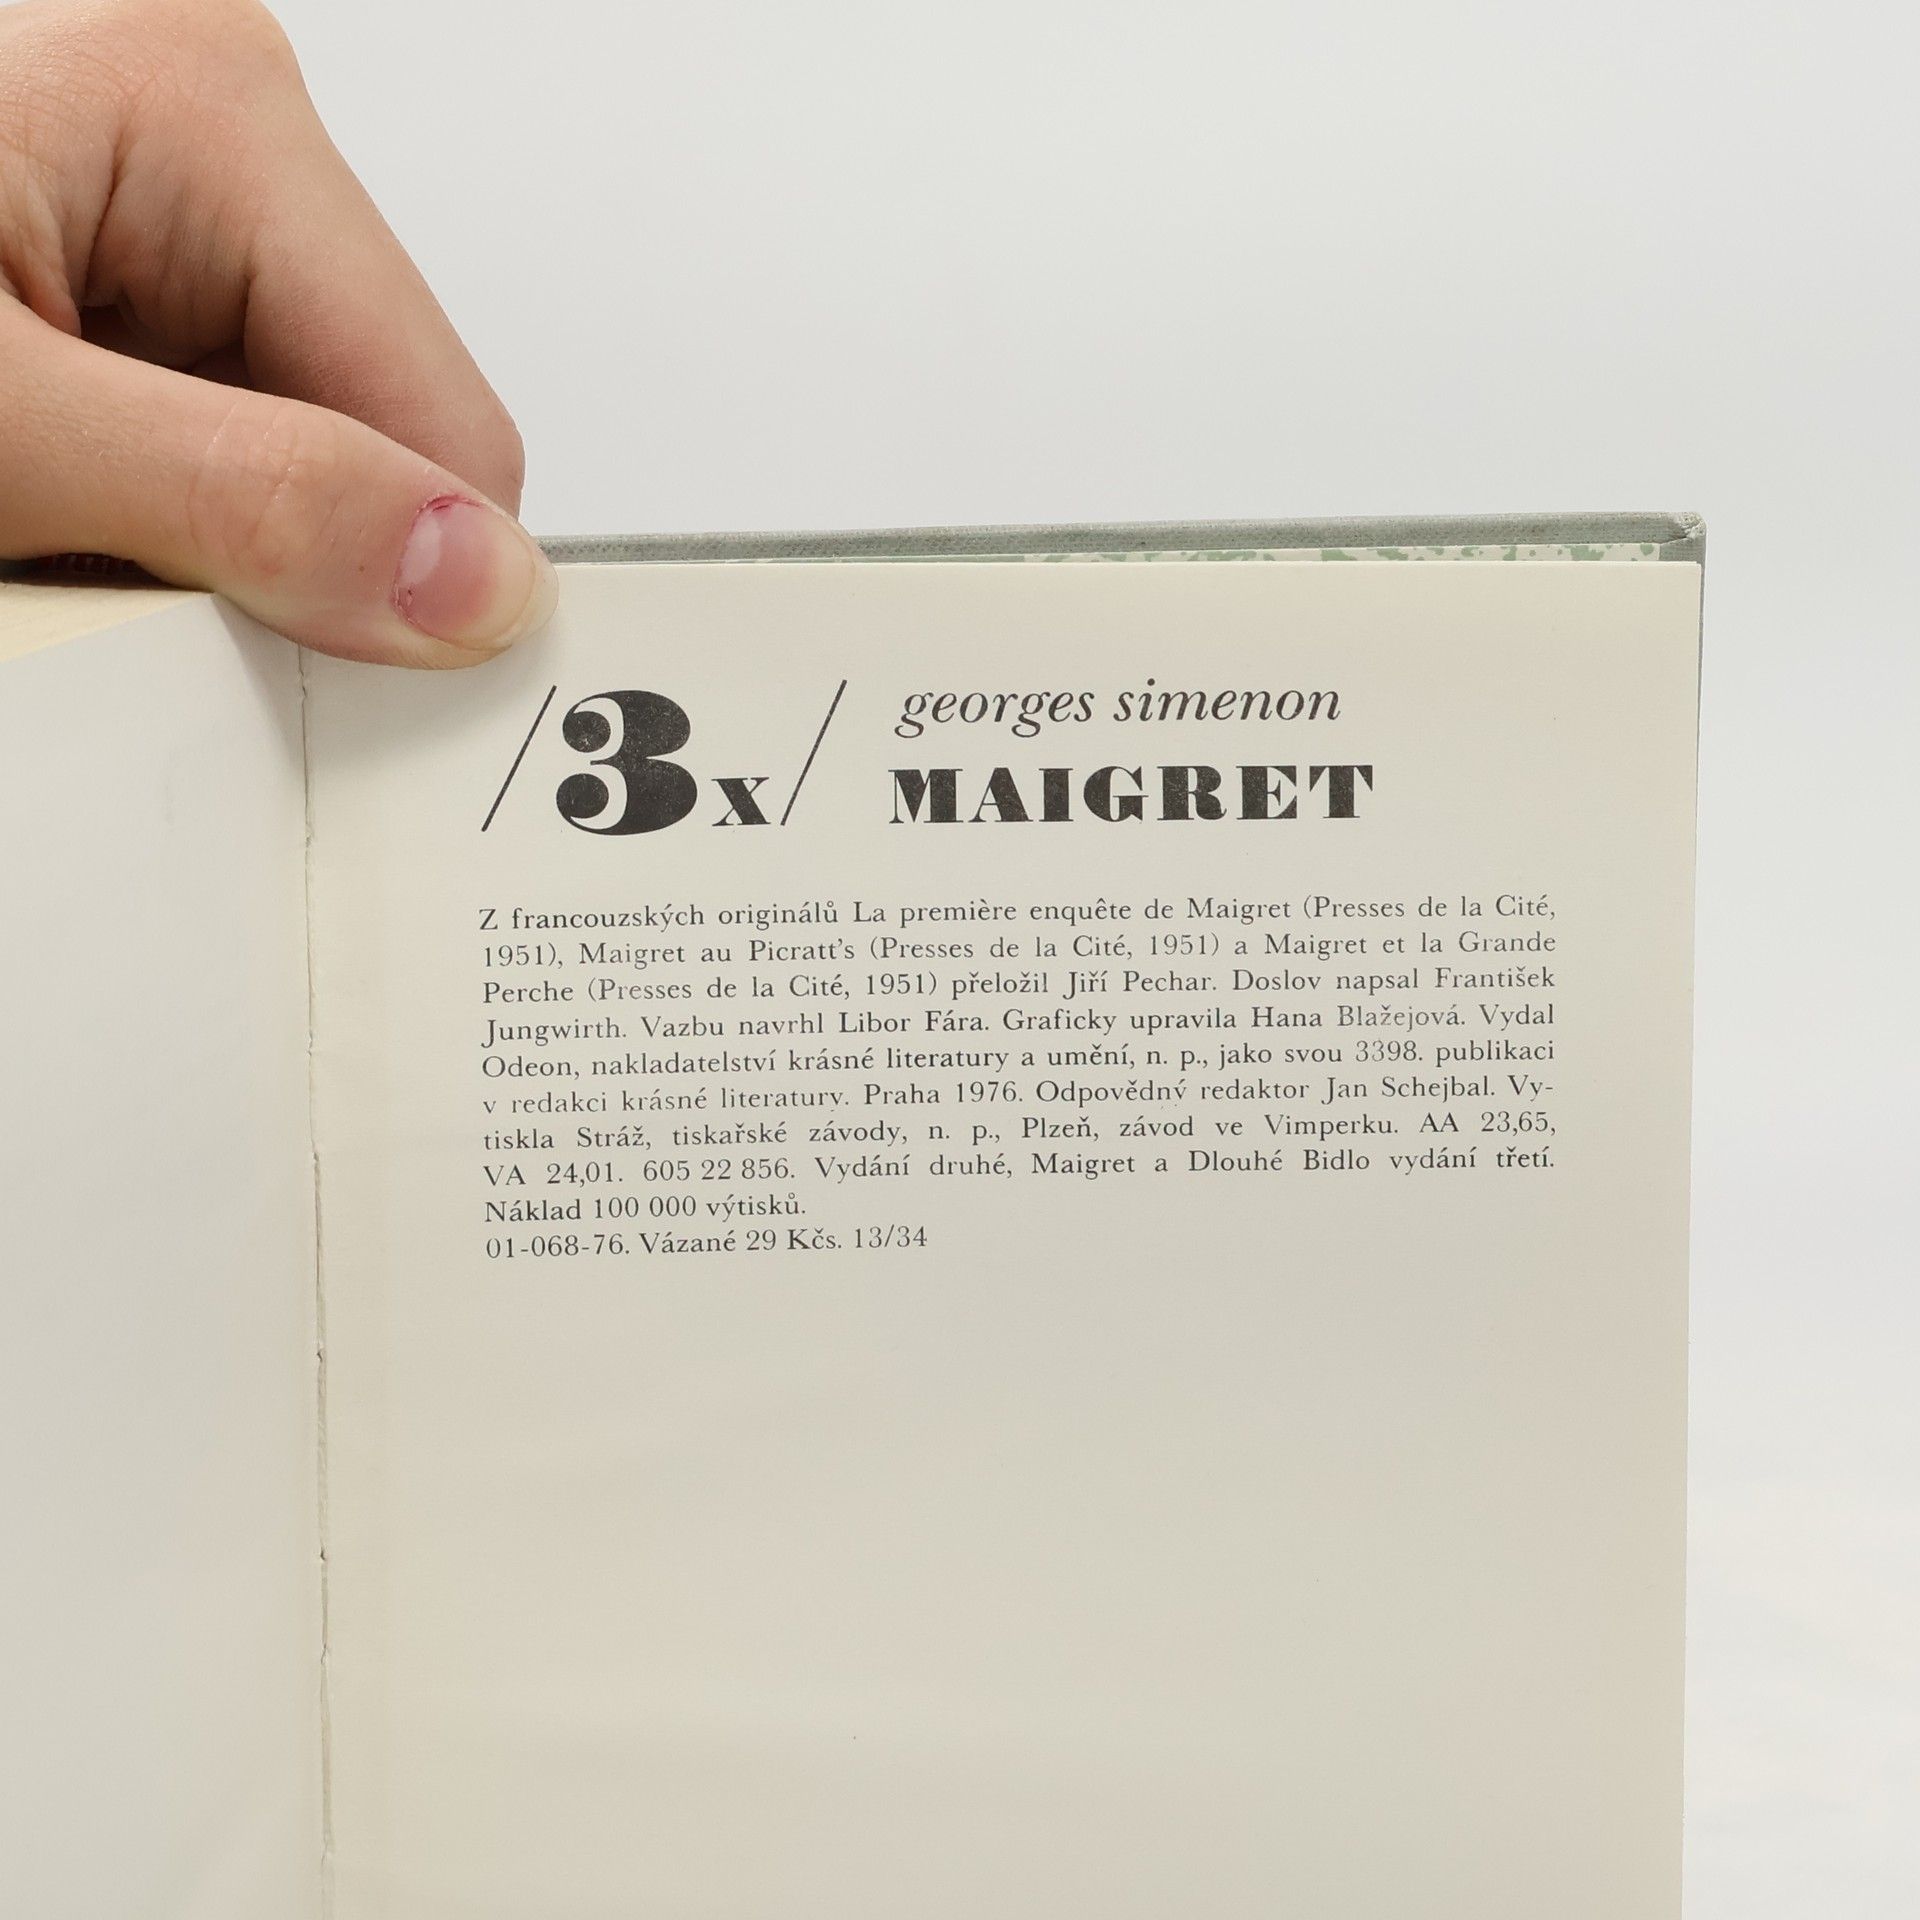 /3x/
georges simenon
MAIGRET
Z francouzských originálů La première enquête de Maigret (Presses de la Cité,
1951), Maigret au Picratt’s (Presses de la Cité, 1951) a Maigret et la Grande
Perche (Presses de la Cité, 1951) přeložil Jiří Pechar. Doslov napsal František
Jungwirth. Vazbu navrhl Libor Fára. Graficky upravila Hana Blažejová. Vydal
Odeon, nakladatelství krásné literatury a umění, n. p., jako svou 3398. publikaci
v redakci krásné literatury. Praha 1976. Odpovědný redaktor Jan Schejbal. Vy-
tiskla Stráž, tiskařské závody, n. p., Plzeň, závod ve Vimperku. AA 23,65,
VA 24,01. 605 22 856. Vydání druhé, Maigret a Dlouhé Bidlo vydání třetí.
Náklad 100 000 výtisků.
01-068-76. Vázané 29 Kčs. 13/34